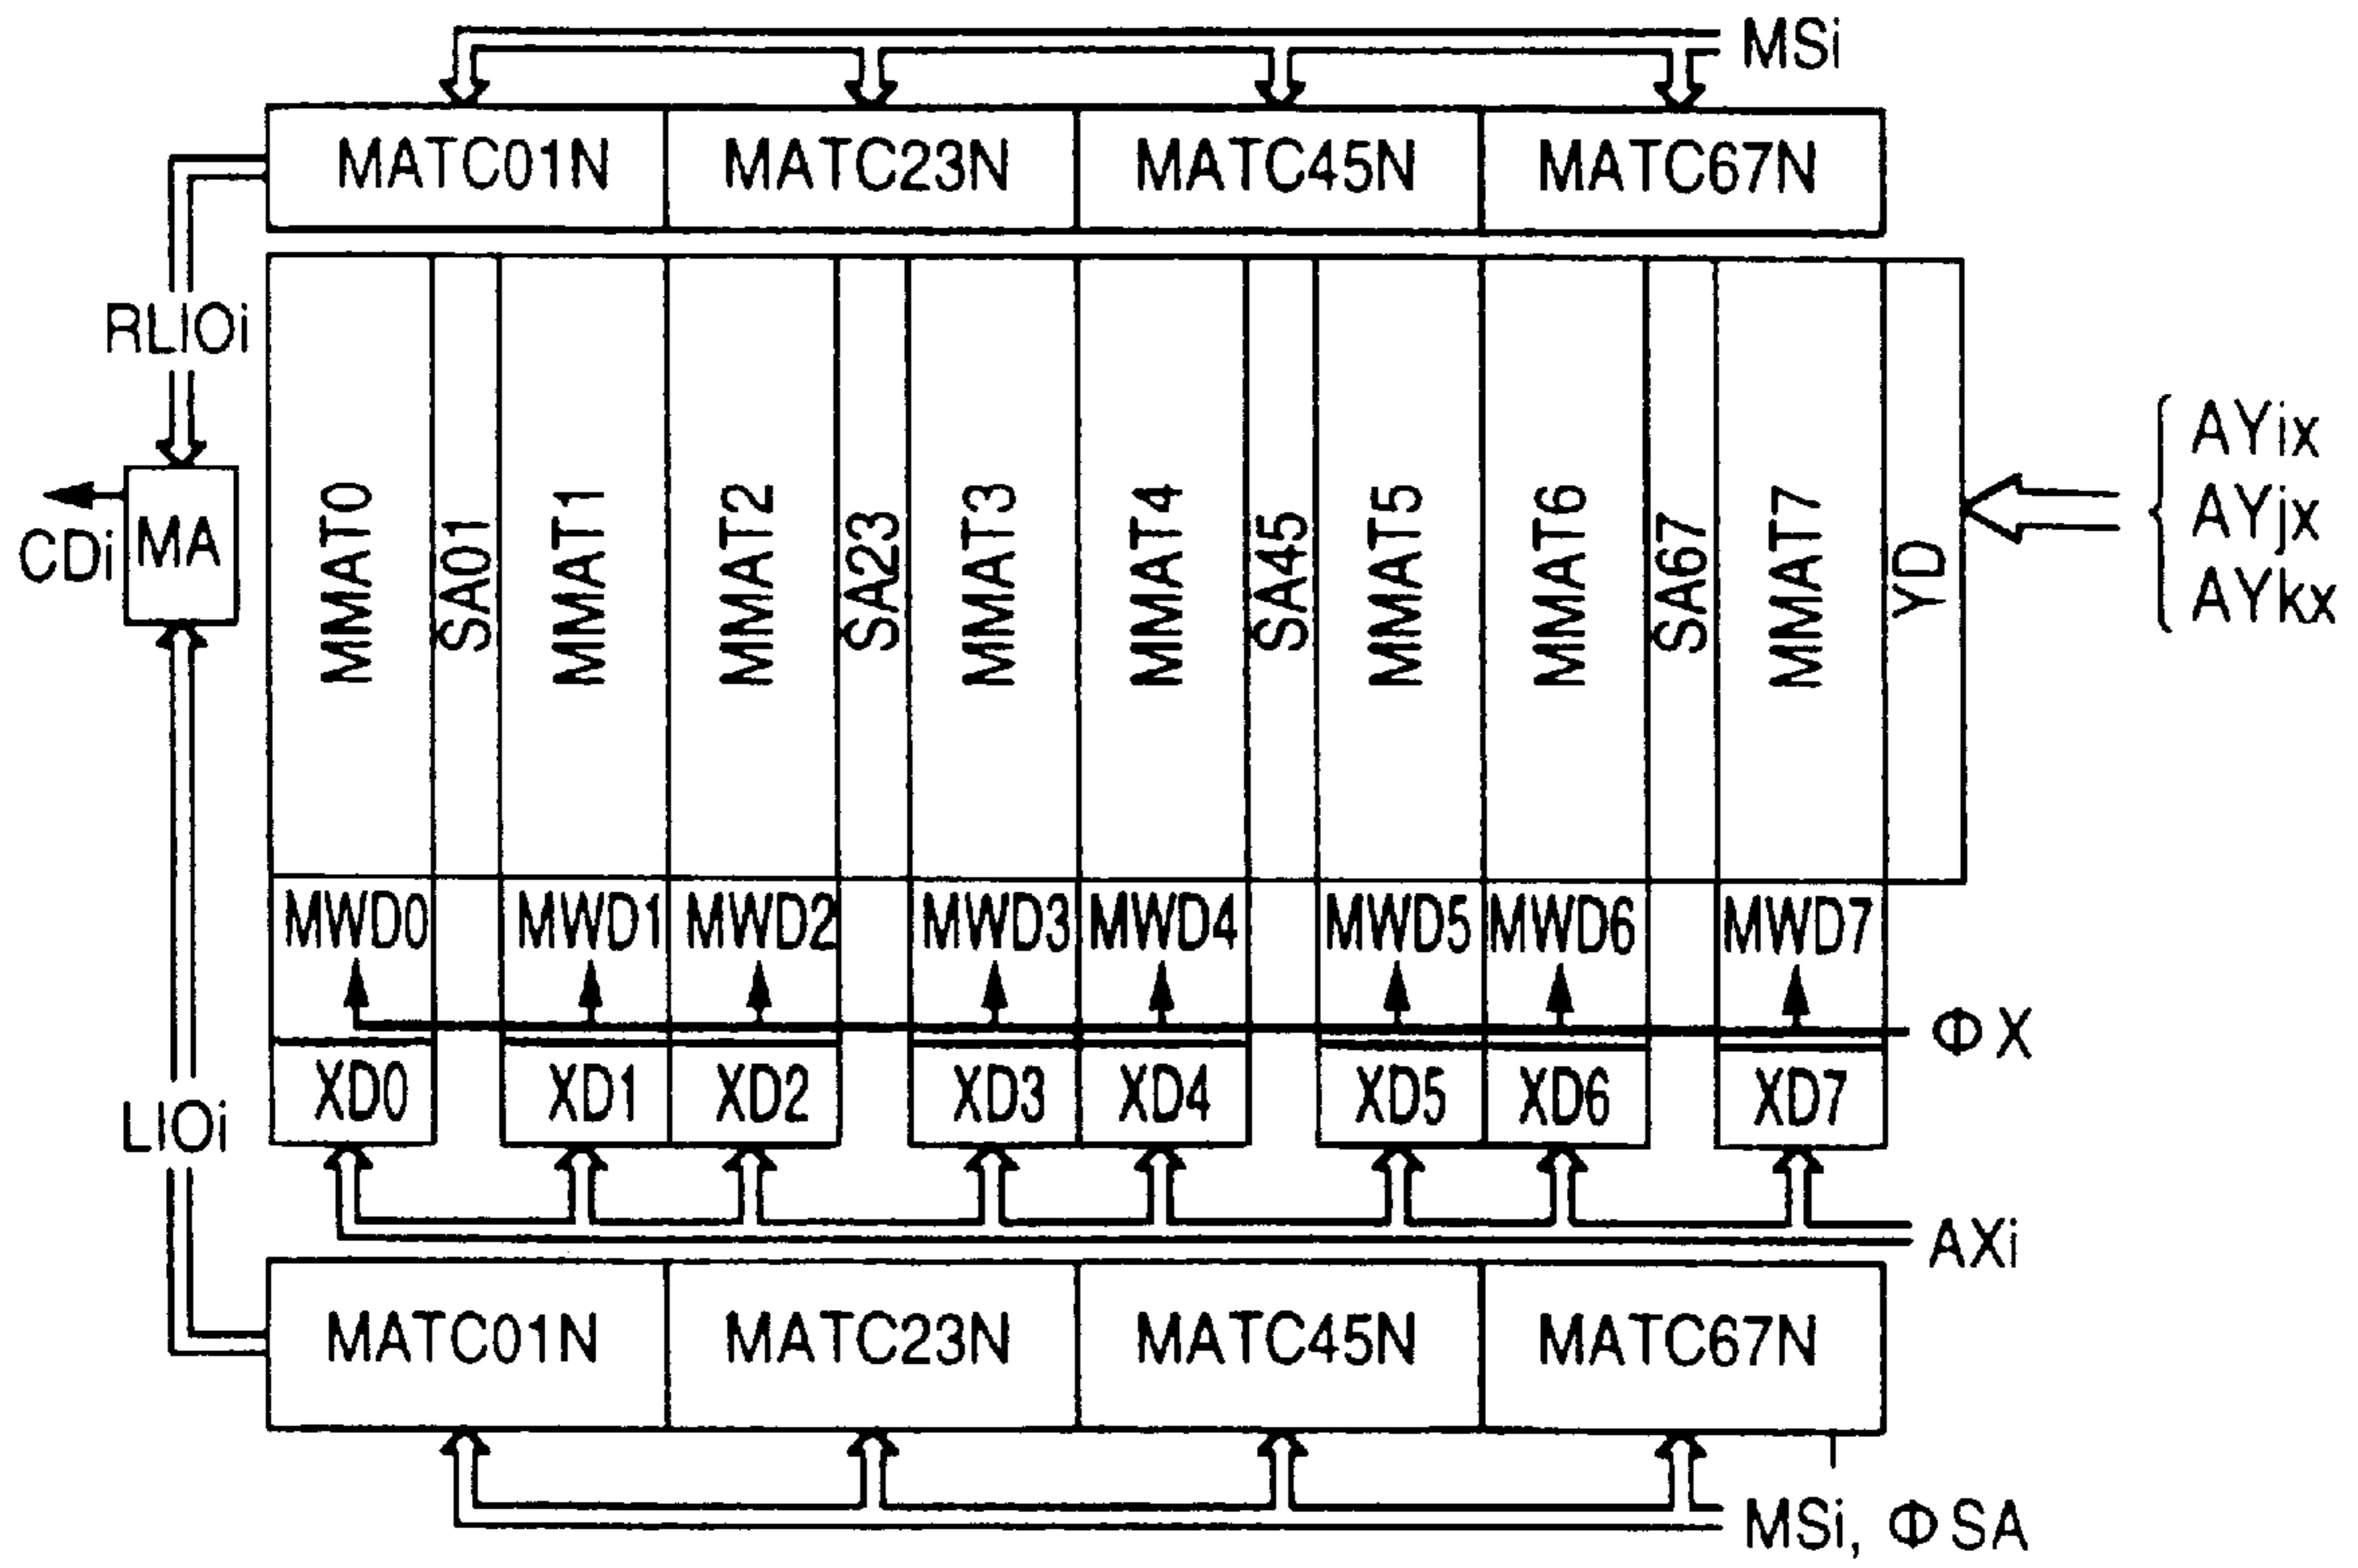 MSi
MATC01N MATC23N MATC45N MATC67N
RLIOi
MMAT0 SA01 MMAT1 MMAT2 SA23 MMAT3 MMAT4 SA45 MMAT5 MMAT6 SA67 MMAT7 YD
AYix
AYjx
AYkx
MA
CDi
MWD0 MWD1 MWD2 MWD3 MWD4 MWD5 MWD6 MWD7
ΦX
XD0 XD1 XD2 XD3 XD4 XD5 XD6 XD7
LIOi
AXi
MATC01N MATC23N MATC45N MATC67N
MSi, ΦSA